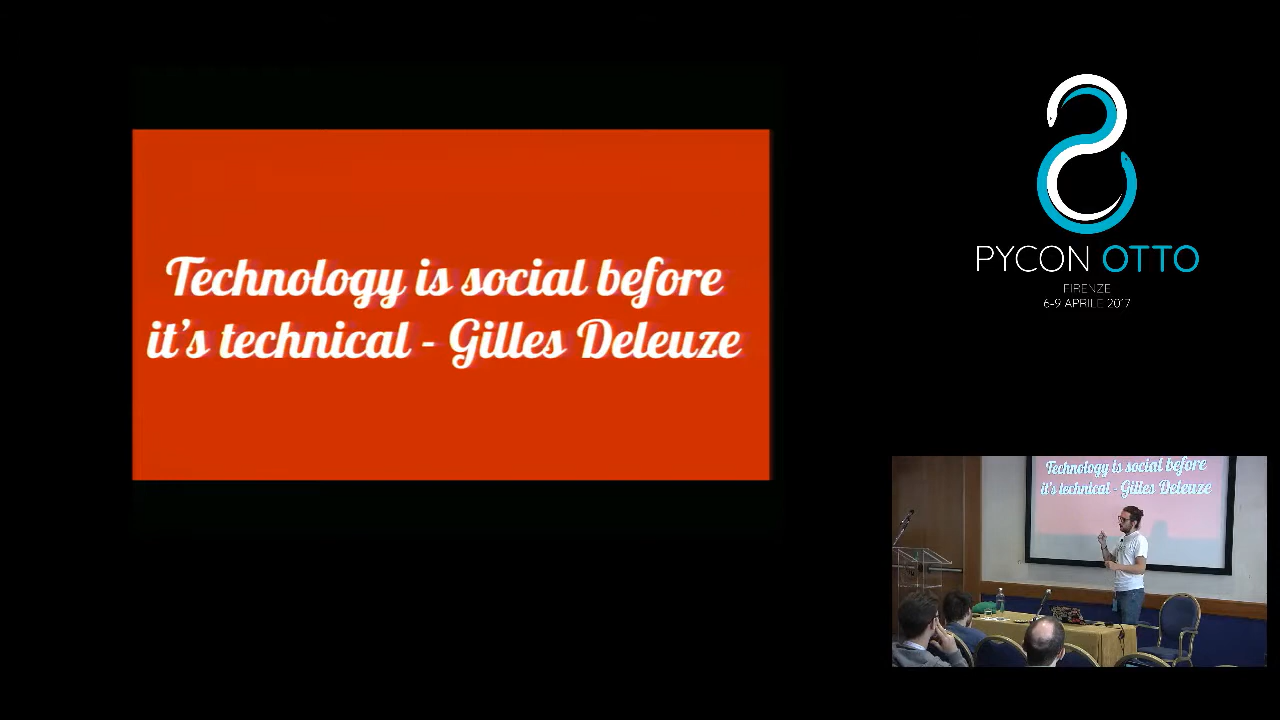 Technology is social before
it's technical - Gilles Deleuze
PYCON OTTO
FIRENZE
6-9 APRILE 2017
Technology is social before
it's technical - Gilles Deleuze